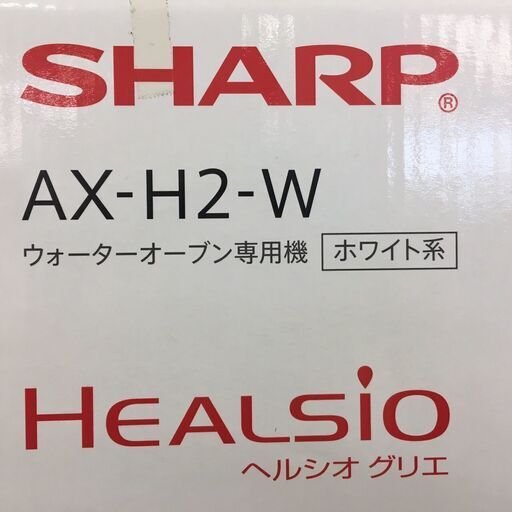 SHARP®
AX-H2-W
ウォーターオーブン専用機 ホワイト系
HEALSiO
ヘルシオ グリエ